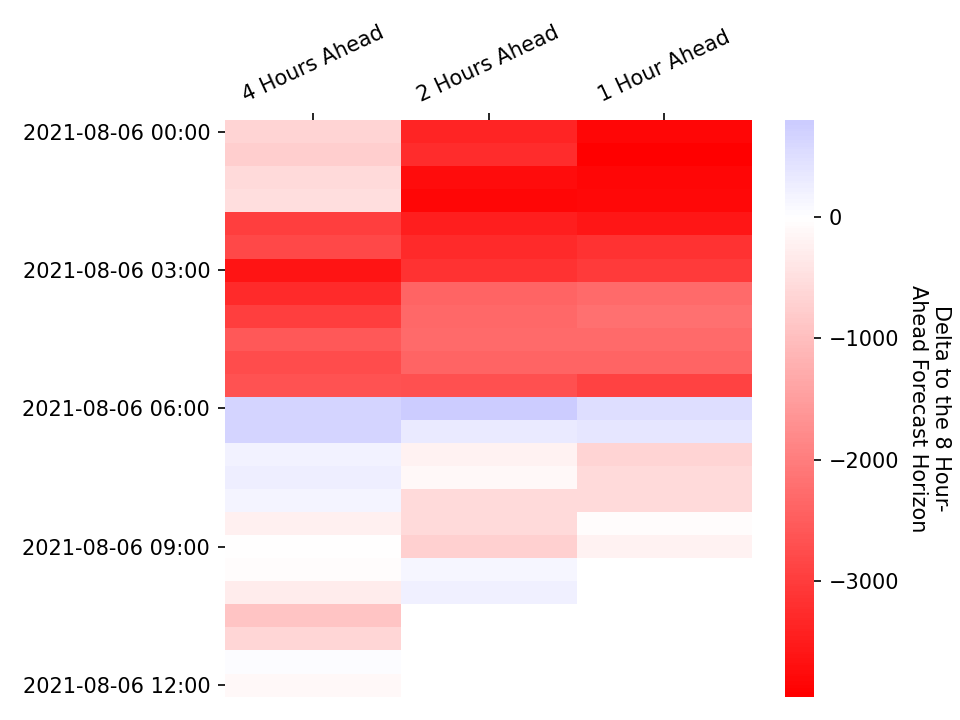 4 Hours Ahead
2 Hours Ahead
1 Hour Ahead
2021-08-06 00:00
2021-08-06 03:00
2021-08-06 06:00
2021-08-06 09:00
2021-08-06 12:00
0
−1000
−2000
−3000
Delta to the 8 Hour-
Ahead Forecast Horizon